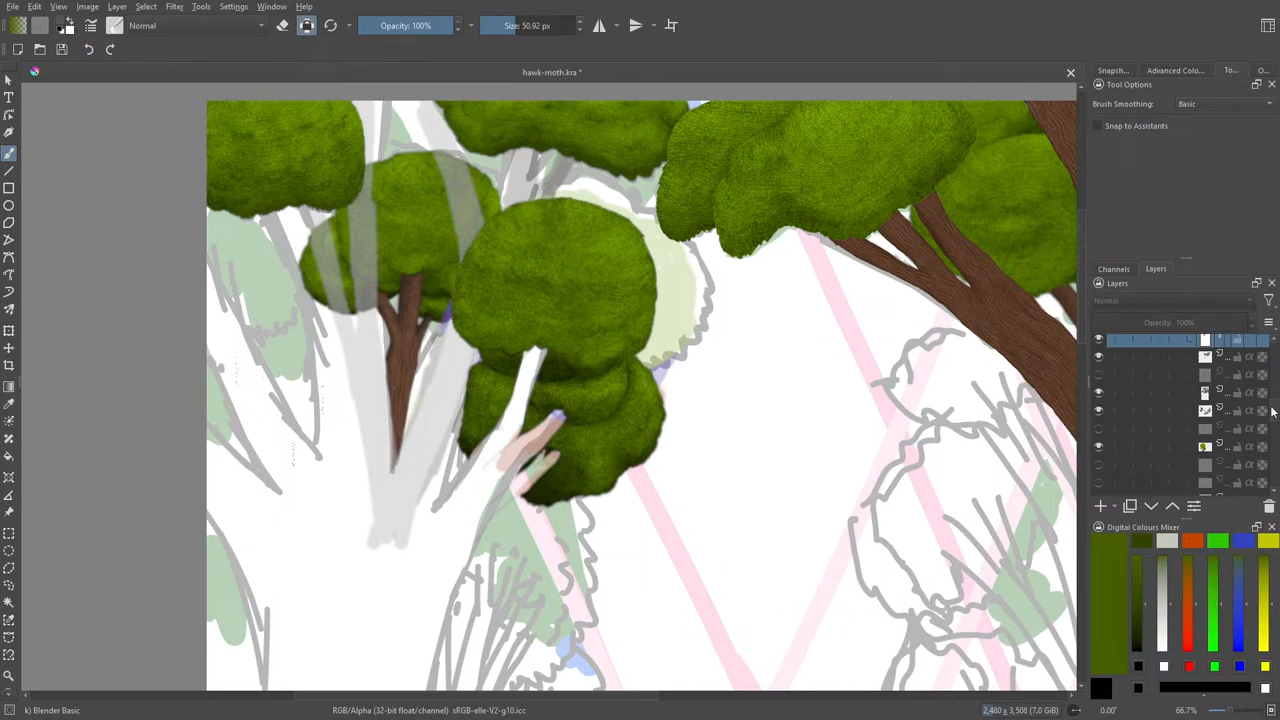 File Edit View Image Layer Select Filter Tools Settings Window Help
Normal Opacity: 100% Size: 50.92 px
hawk-moth.kra *
Snapsh... Advanced Colo... To... O...
Tool Options
Brush Smoothing: Basic
Snap to Assistants
Channels Layers
Layers
Normal
Opacity: 100%
Digital Colours Mixer
k) Blender Basic RGB/Alpha (32-bit float/channel) sRGB-elle-V2-g10.icc 2,480 x 3,508 (7.0 GiB) 0.00° 66.7%